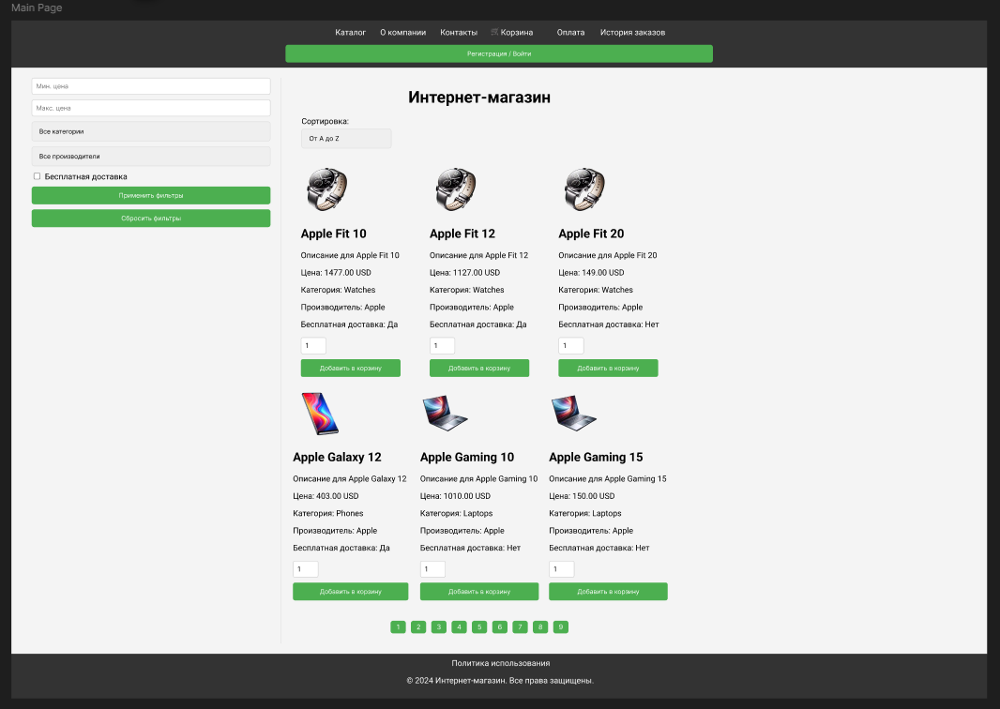 Main Page
Каталог О компании Контакты 🛒 Корзина Оплата История заказов
Регистрация / Войти
Мин. цена
Макс. цена
Все категории
Все производители
Бесплатная доставка
Применить фильтры
Сбросить фильтры
Интернет-магазин
Сортировка:
От А до Z
Apple Fit 10
Описание для Apple Fit 10
Цена: 1477.00 USD
Категория: Watches
Производитель: Apple
Бесплатная доставка: Да
1
Добавить в корзину
Apple Fit 12
Описание для Apple Fit 12
Цена: 1127.00 USD
Категория: Watches
Производитель: Apple
Бесплатная доставка: Да
1
Добавить в корзину
Apple Fit 20
Описание для Apple Fit 20
Цена: 149.00 USD
Категория: Watches
Производитель: Apple
Бесплатная доставка: Нет
1
Добавить в корзину
Apple Galaxy 12
Описание для Apple Galaxy 12
Цена: 403.00 USD
Категория: Phones
Производитель: Apple
Бесплатная доставка: Да
1
Добавить в корзину
Apple Gaming 10
Описание для Apple Gaming 10
Цена: 1010.00 USD
Категория: Laptops
Производитель: Apple
Бесплатная доставка: Нет
1
Добавить в корзину
Apple Gaming 15
Описание для Apple Gaming 15
Цена: 150.00 USD
Категория: Laptops
Производитель: Apple
Бесплатная доставка: Нет
1
Добавить в корзину
1 2 3 4 5 6 7 8 9
Политика использования
© 2024 Интернет-магазин. Все права защищены.